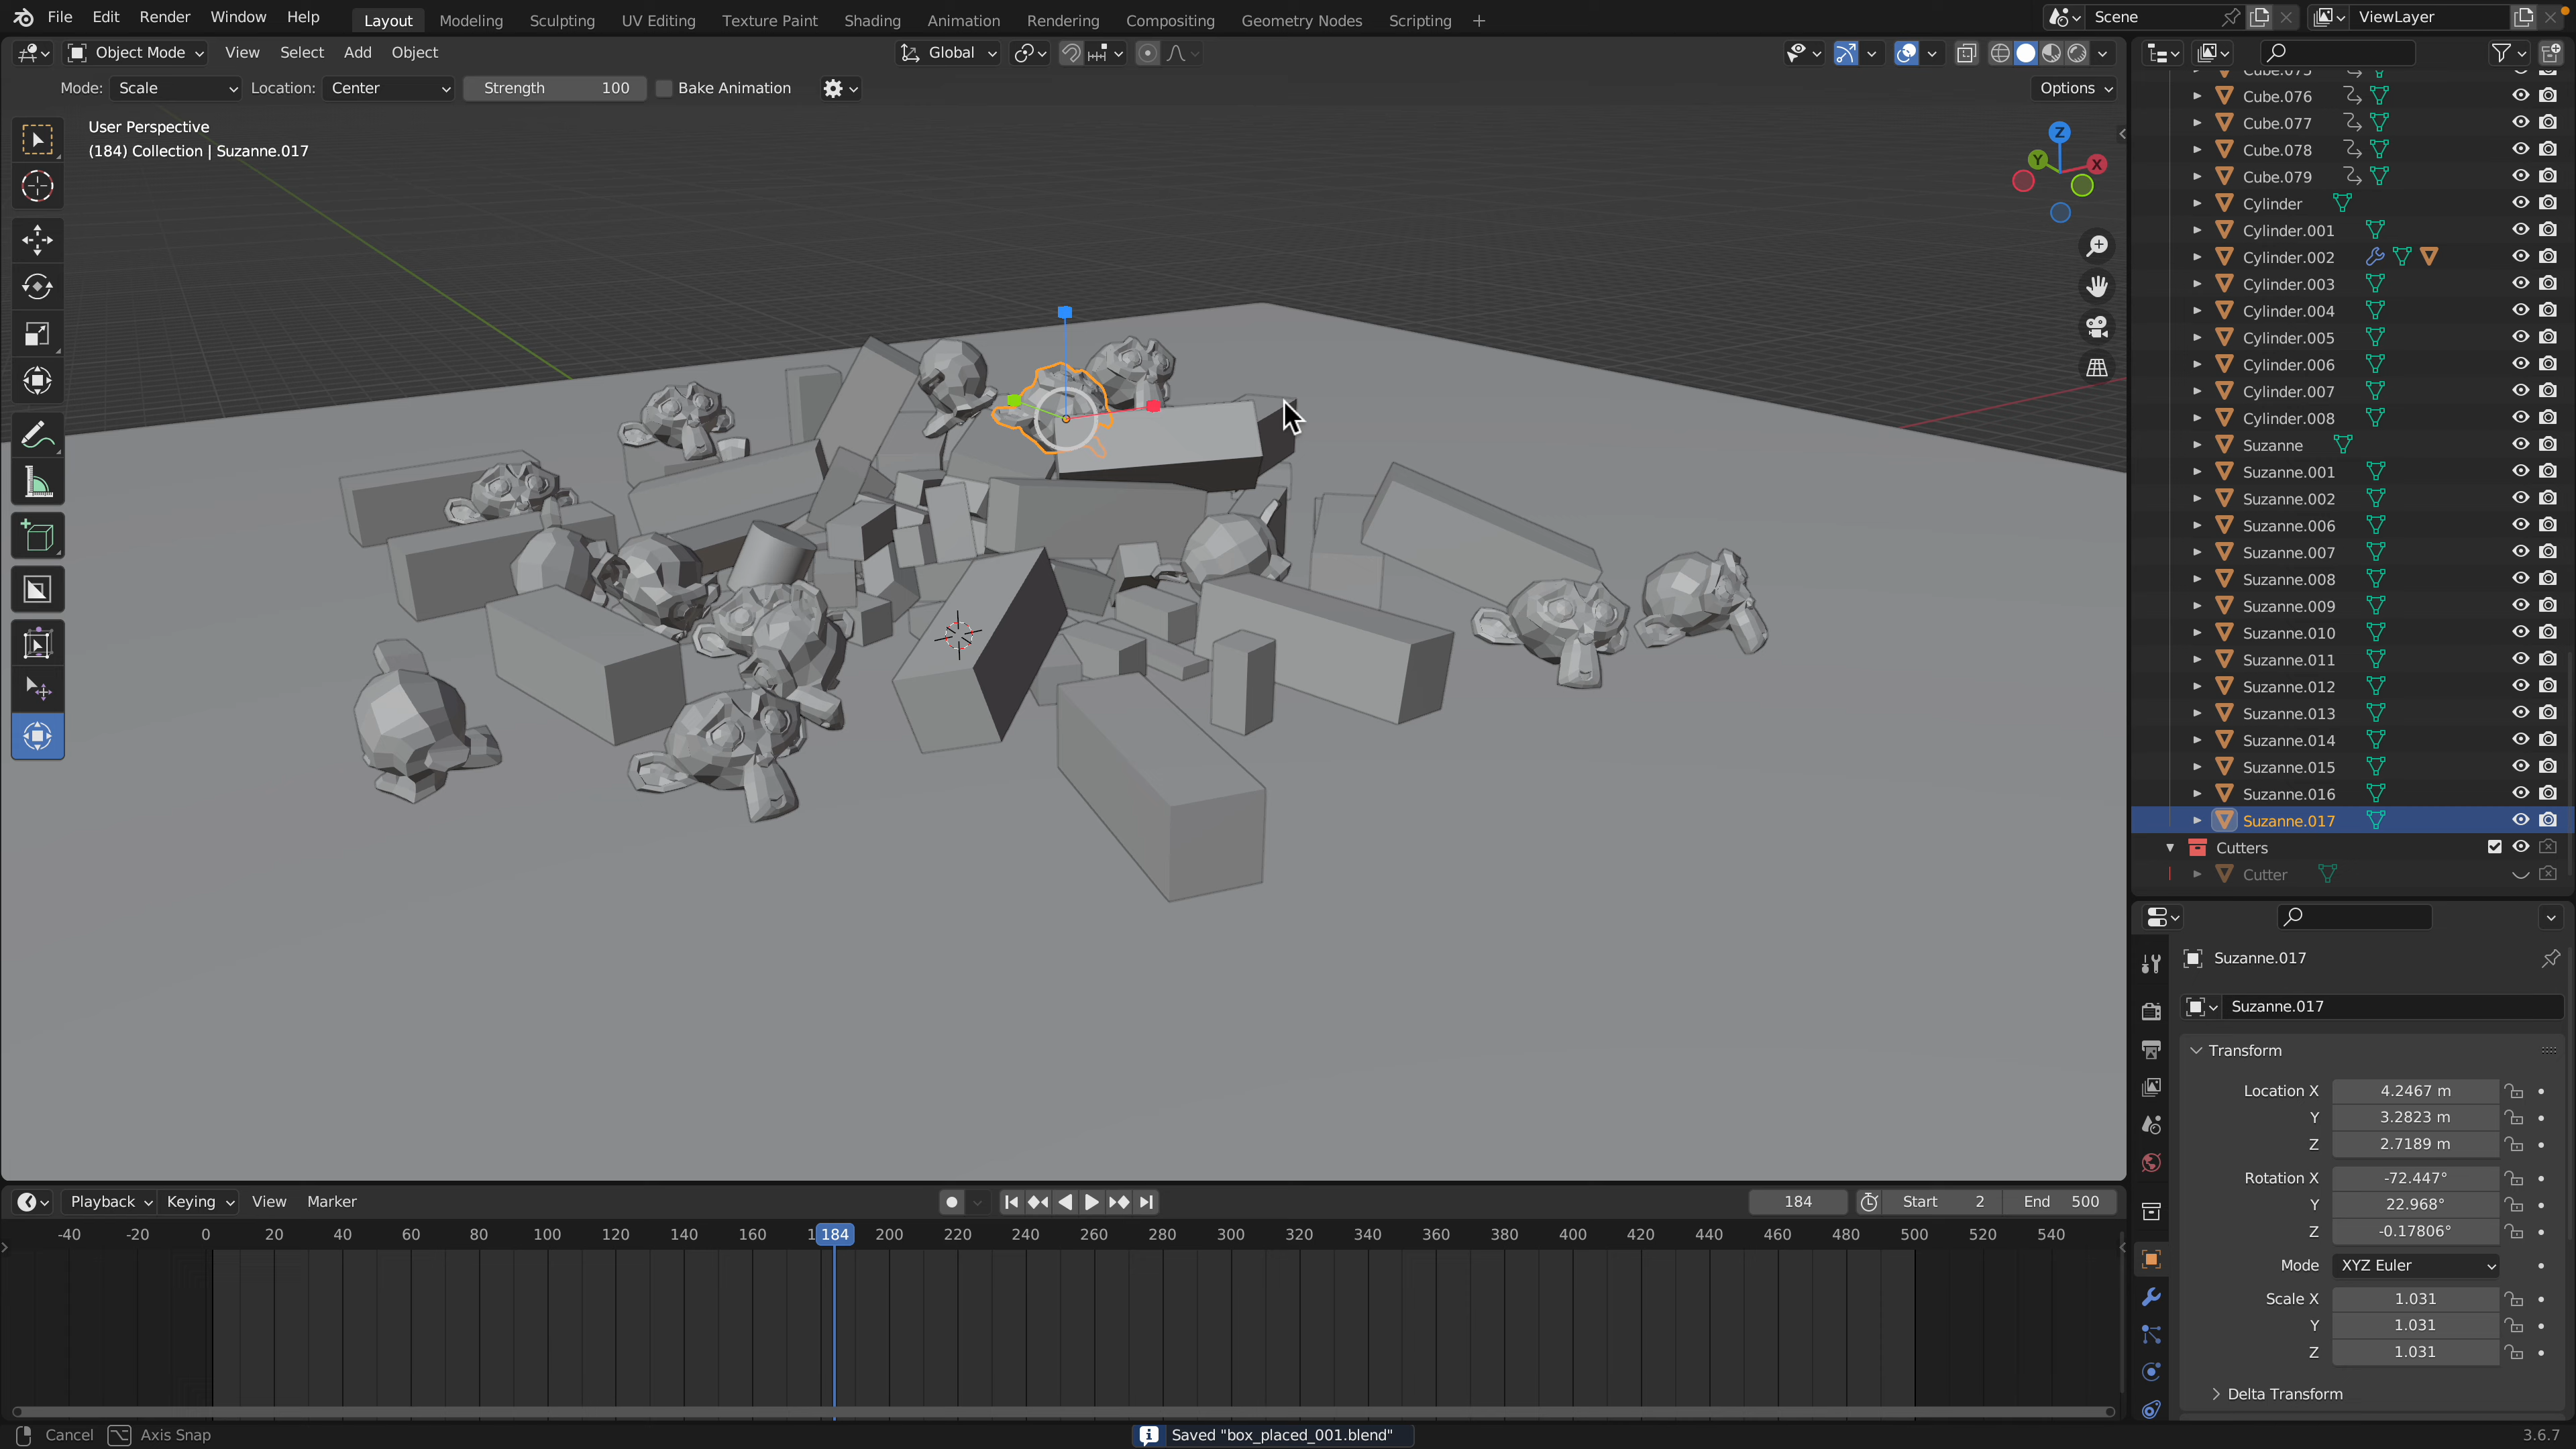 File Edit Render Window Help Layout Modeling Sculpting UV Editing Texture Paint Shading Animation Rendering Compositing Geometry Nodes Scripting + Scene ViewLayer
Object Mode View Select Add Object Global
Mode: Scale Location: Center Strength 100 Bake Animation Options
User Perspective
(184) Collection | Suzanne.017
Z
Y
X
Cube.075
Cube.076
Cube.077
Cube.078
Cube.079
Cylinder
Cylinder.001
Cylinder.002
Cylinder.003
Cylinder.004
Cylinder.005
Cylinder.006
Cylinder.007
Cylinder.008
Suzanne
Suzanne.001
Suzanne.002
Suzanne.006
Suzanne.007
Suzanne.008
Suzanne.009
Suzanne.010
Suzanne.011
Suzanne.012
Suzanne.013
Suzanne.014
Suzanne.015
Suzanne.016
Suzanne.017
Cutters
Cutter
Suzanne.017
Suzanne.017
Transform
Location X 4.2467 m
Y 3.2823 m
Z 2.7189 m
Rotation X -72.447°
Y 22.968°
Z -0.17806°
Mode XYZ Euler
Scale X 1.031
Y 1.031
Z 1.031
Delta Transform
Playback Keying View Marker 184 Start 2 End 500
-40 -20 0 20 40 60 80 100 120 140 160 1 184 200 220 240 260 280 300 320 340 360 380 400 420 440 460 480 500 520 540
Cancel Axis Snap Saved "box_placed_001.blend" 3.6.7